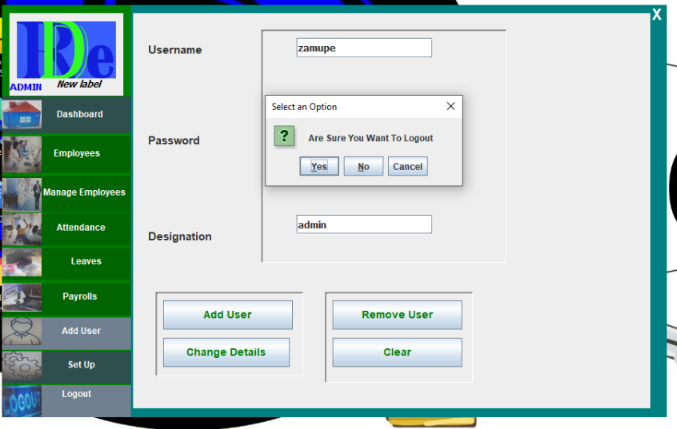 X
RDe
ADMIN
New label
Dashboard
Employees
Manage Employees
Attendance
Leaves
Payrolls
Add User
Set Up
LOGOU
Logout
Username
zamupe
Select an Option
X
?
Are Sure You Want To Logout
Yes
No
Cancel
Password
Designation
admin
Add User
Remove User
Change Details
Clear